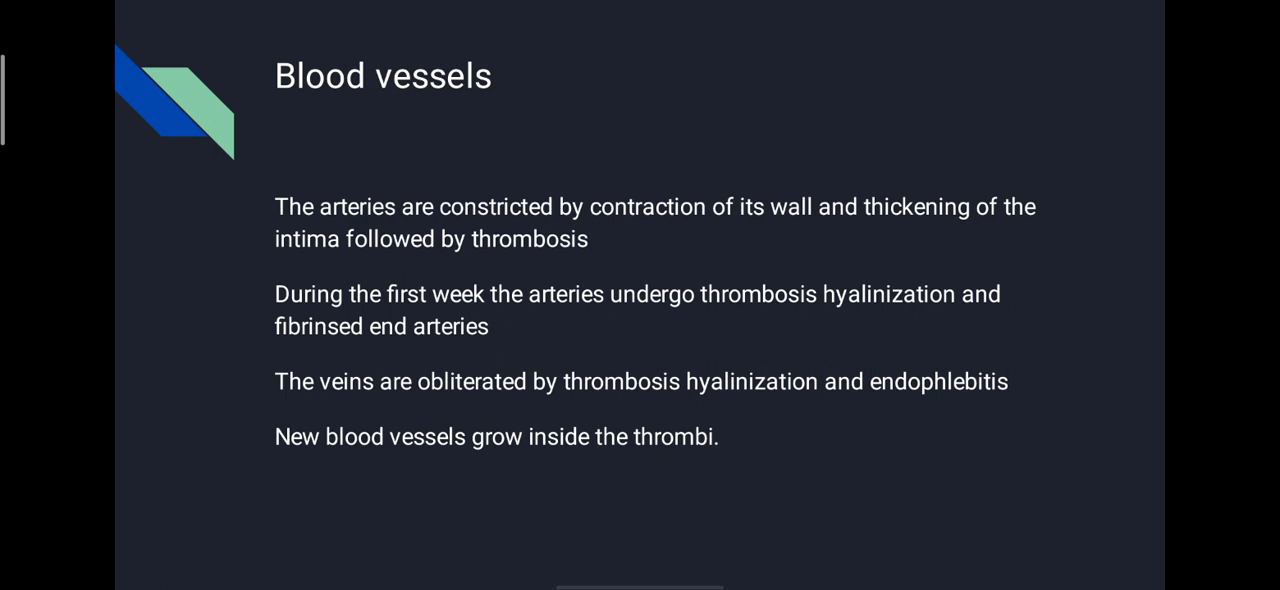 Blood vessels
The arteries are constricted by contraction of its wall and thickening of the
intima followed by thrombosis
During the first week the arteries undergo thrombosis hyalinization and
fibrinsed end arteries
The veins are obliterated by thrombosis hyalinization and endophlebitis
New blood vessels grow inside the thrombi.